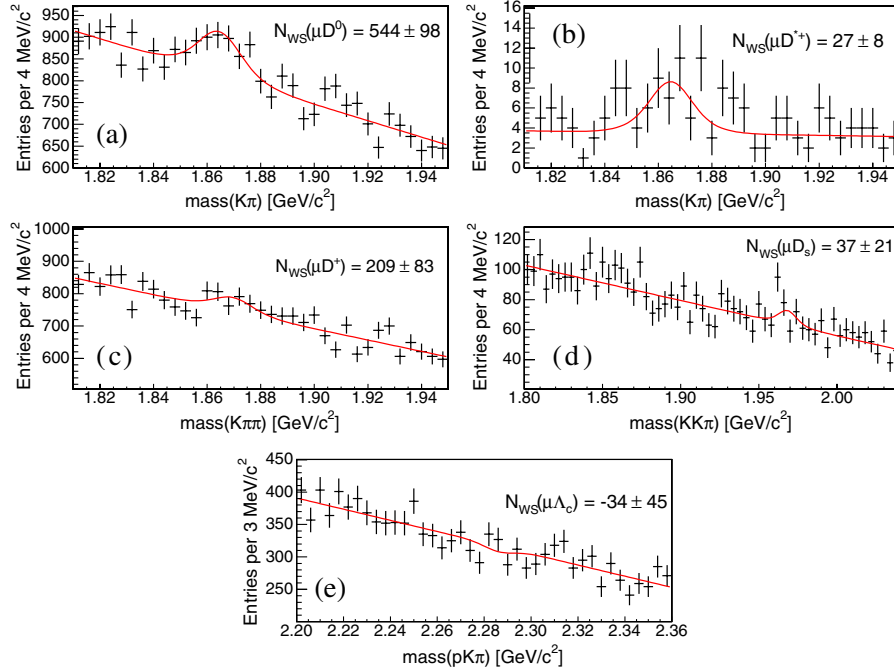 Entries per 4 MeV/c²
950
900
850
800
750
700
650
600
N_WS(μD⁰) = 544 ± 98
(a)
1.82 1.84 1.86 1.88 1.90 1.92 1.94
mass(Kπ) [GeV/c²]
Entries per 4 MeV/c²
16
14
12
10
8
6
4
2
0
(b)
N_WS(μD*⁺) = 27 ± 8
1.82 1.84 1.86 1.88 1.90 1.92 1.94
mass(Kπ) [GeV/c²]
Entries per 4 MeV/c²
1000
900
800
700
600
N_WS(μD⁺) = 209 ± 83
(c)
1.82 1.84 1.86 1.88 1.90 1.92 1.94
mass(Kππ) [GeV/c²]
Entries per 4 MeV/c²
120
100
80
60
40
N_WS(μD_s) = 37 ± 21
(d)
1.80 1.85 1.90 1.95 2.00
mass(KKπ) [GeV/c²]
Entries per 3 MeV/c²
450
400
350
300
250
N_WS(μΛ_c) = -34 ± 45
(e)
2.20 2.22 2.24 2.26 2.28 2.30 2.32 2.34 2.36
mass(pKπ) [GeV/c²]